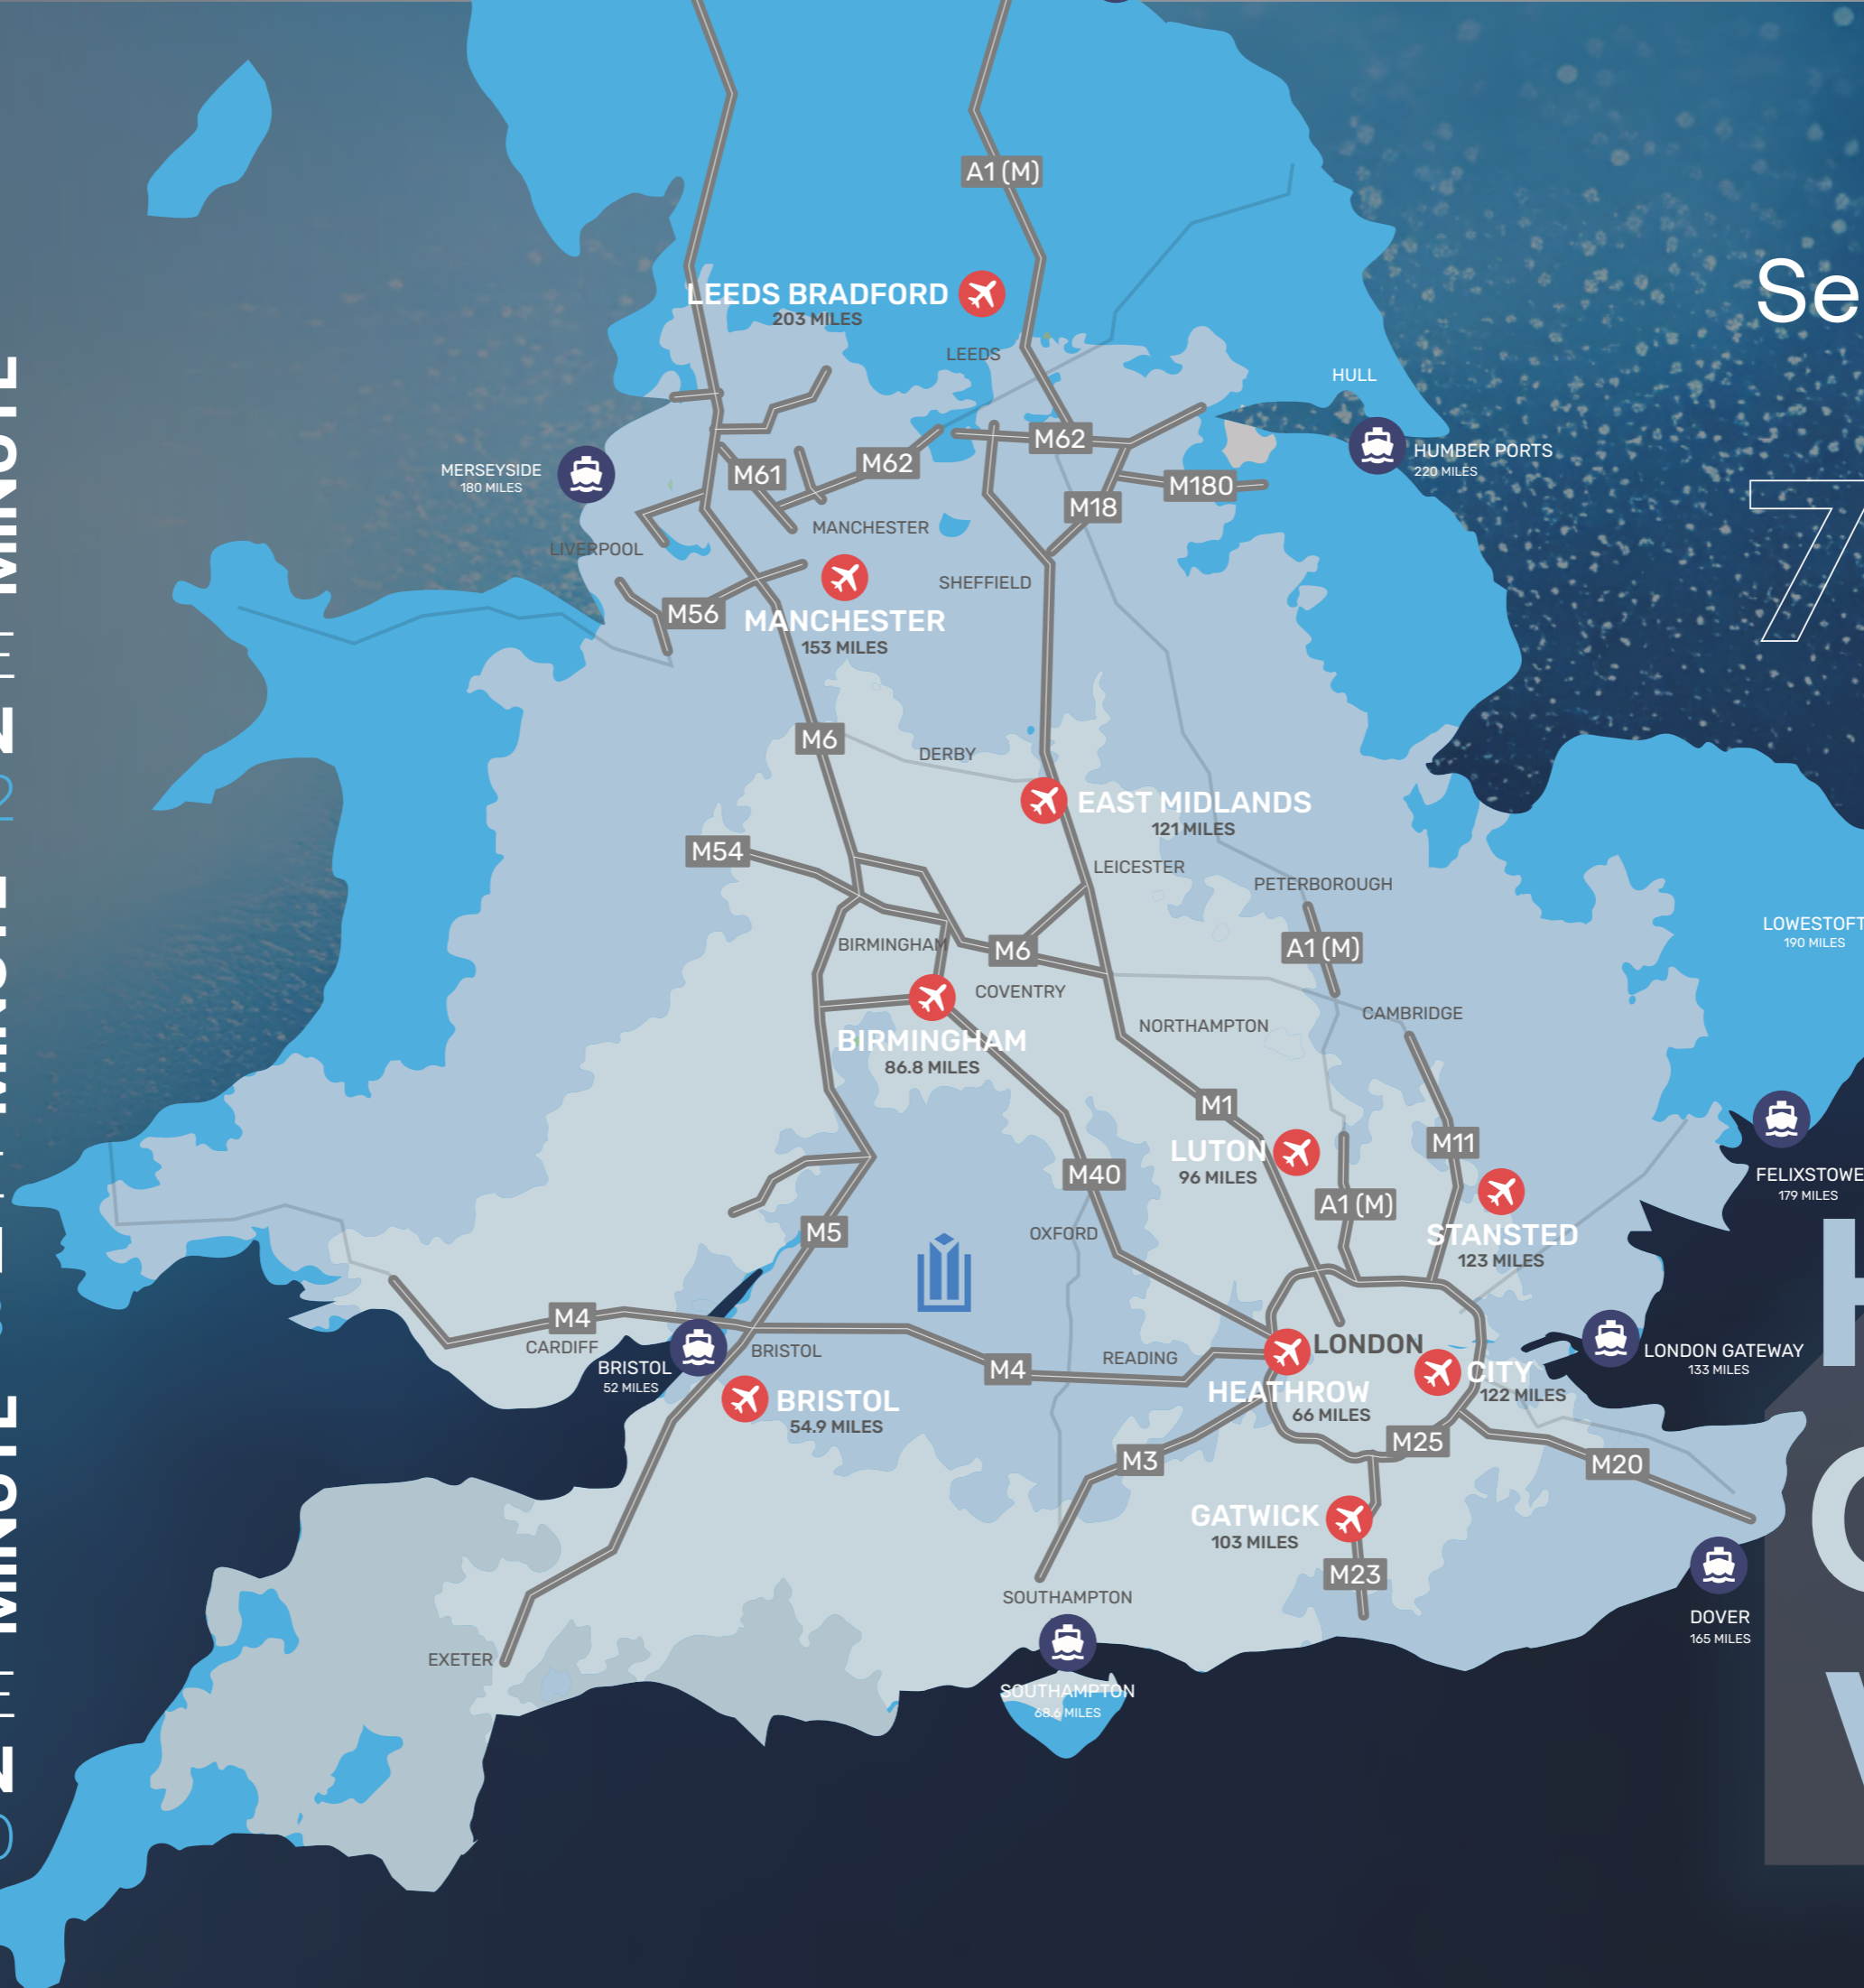 A1 (M)
Se
LEEDS BRADFORD
203 MILES
LEEDS
HULL
M62
HUMBER PORTS
220 MILES
MERSEYSIDE
180 MILES
M61
M62
M180
7
M18
MANCHESTER
LIVERPOOL
SHEFFIELD
M56
MANCHESTER
153 MILES
M6
DERBY
EAST MIDLANDS
121 MILES
M54
LEICESTER
PETERBOROUGH
LOWESTOFT
190 MILES
BIRMINGHAM
M6
A1 (M)
COVENTRY
CAMBRIDGE
NORTHAMPTON
BIRMINGHAM
86.8 MILES
M1
M11
LUTON
96 MILES
M40
FELIXSTOWE
179 MILES
A1 (M)
M5
OXFORD
STANSTED
123 MILES
M4
CARDIFF
BRISTOL
52 MILES
BRISTOL
M4
READING
LONDON
LONDON GATEWAY
133 MILES
CITY
122 MILES
HEATHROW
66 MILES
BRISTOL
54.9 MILES
M25
M3
M20
GATWICK
103 MILES
M23
SOUTHAMPTON
DOVER
165 MILES
EXETER
SOUTHAMPTON
68.6 MILES
MINUTE
MINUTE
MINUTE